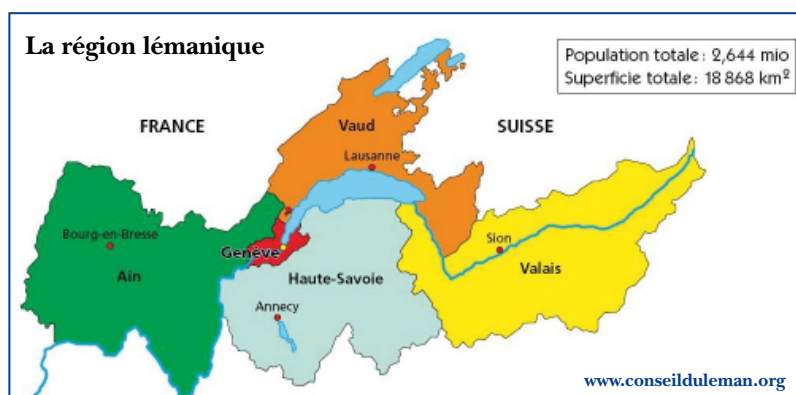 La région lémanique
Population totale : 2,644 mio
Superficie totale : 18 868 km²
FRANCE
Vaud
SUISSE
Lausanne
Bourg-en-Bresse
Genève
Sion
Ain
Haute-Savoie
Valais
Annecy
www.conseilduleman.org